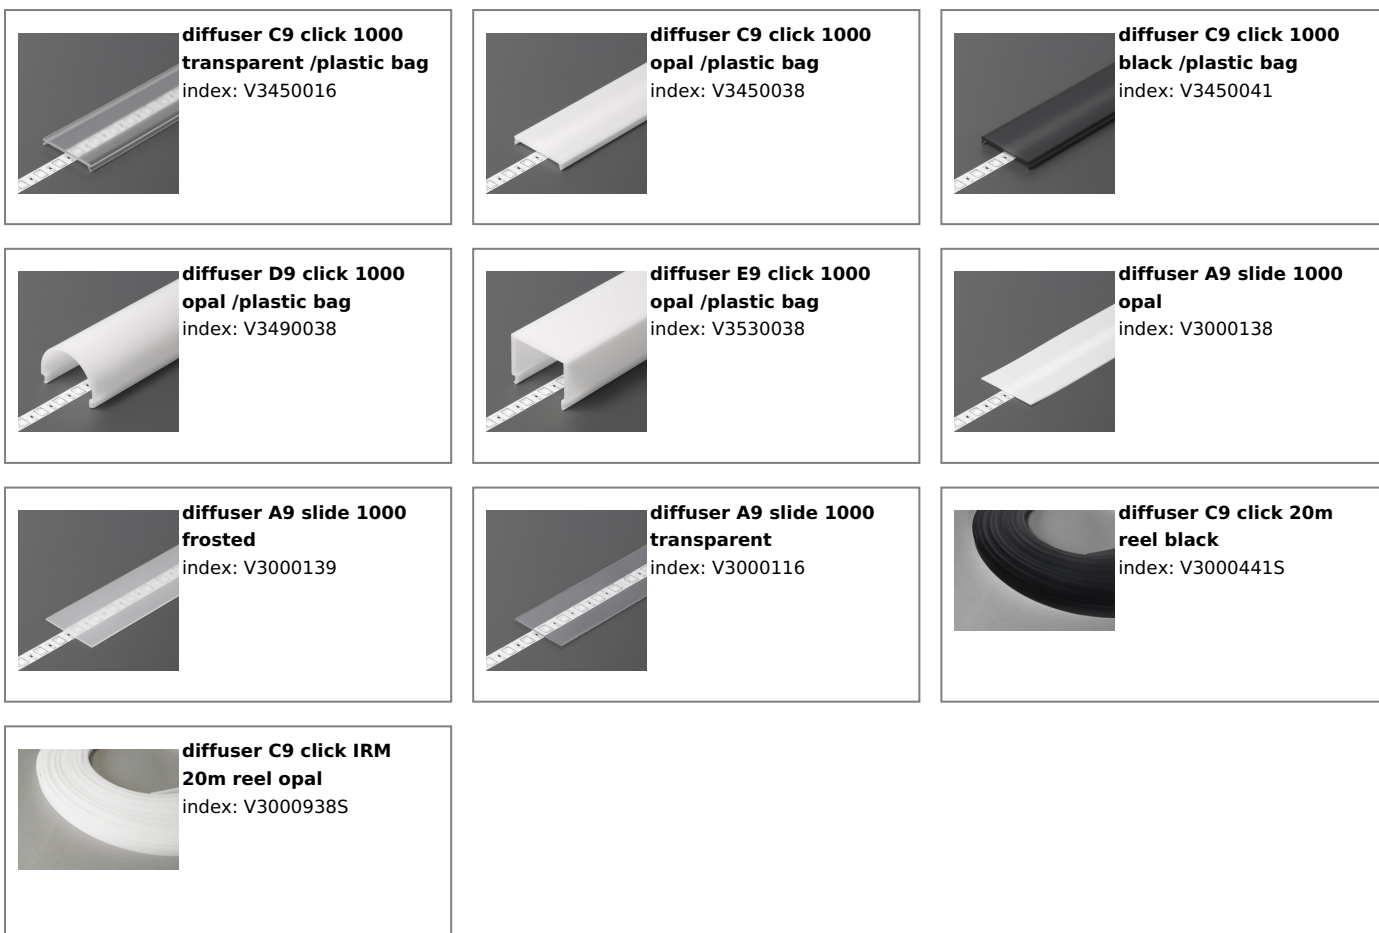 diffuser C9 click 1000
transparent /plastic bag
index: V3450016
diffuser C9 click 1000
opal /plastic bag
index: V3450038
diffuser C9 click 1000
black /plastic bag
index: V3450041
diffuser D9 click 1000
opal /plastic bag
index: V3490038
diffuser E9 click 1000
opal /plastic bag
index: V3530038
diffuser A9 slide 1000
opal
index: V3000138
diffuser A9 slide 1000
frosted
index: V3000139
diffuser A9 slide 1000
transparent
index: V3000116
diffuser C9 click 20m
reel black
index: V3000441S
diffuser C9 click IRM
20m reel opal
index: V3000938S